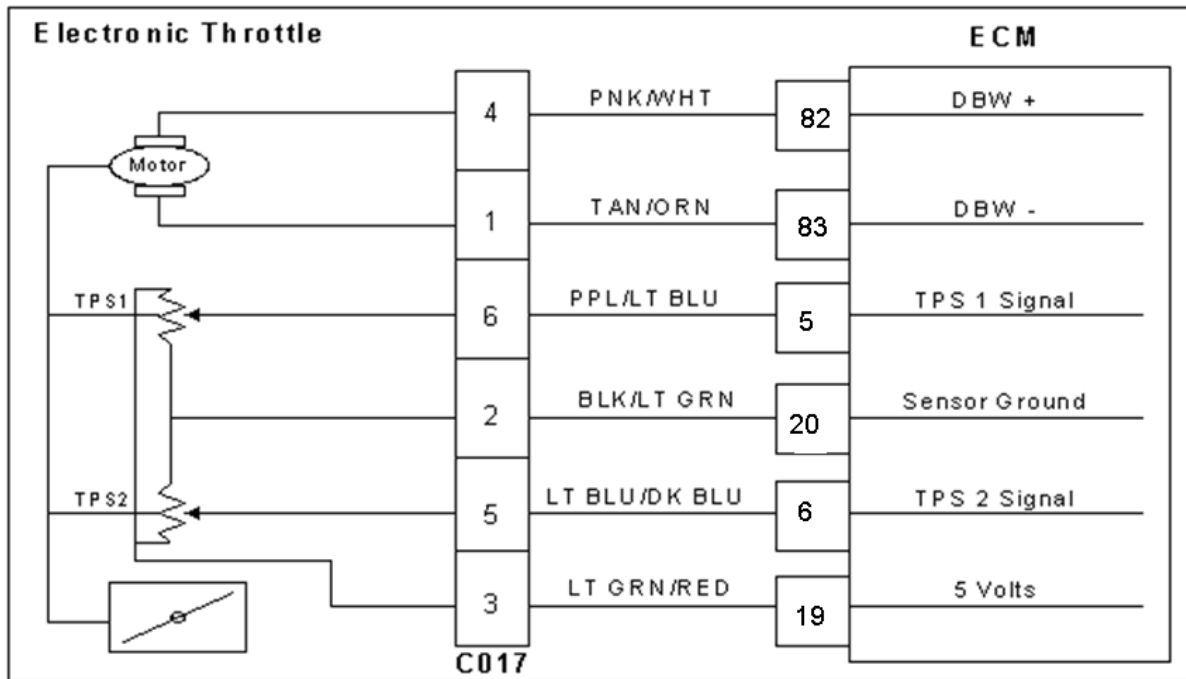 Electronic Throttle
ECM
4
PNK/WHT
82
DBW +
Motor
1
TAN/ORN
83
DBW -
TPS1
6
PPL/LT BLU
5
TPS 1 Signal
2
BLK/LT GRN
20
Sensor Ground
TPS2
5
LT BLU/DK BLU
6
TPS 2 Signal
3
LT GRN/RED
19
5 Volts
C017